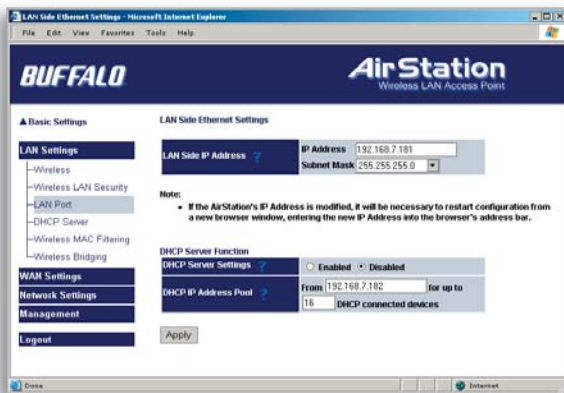 LAN Side Ethernet Settings - Microsoft Internet Explorer
File Edit View Favorites Tools Help
BUFFALO
AirStation
Wireless LAN Access Point
Basic Settings
LAN Settings
Wireless
Wireless LAN Security
LAN Port
DHCP Server
Wireless MAC Filtering
Wireless Bridging
WAN Settings
Network Settings
Management
Logout
LAN Side Ethernet Settings
LAN Side IP Address ?
IP Address 192.168.7.181
Subnet Mask 255.255.255.0
Note:
• If the AirStation's IP Address is modified, it will be necessary to restart configuration from
a new browser window, entering the new IP Address into the browser's address bar.
DHCP Server Function
DHCP Server Settings ? Enabled Disabled
DHCP IP Address Pool ?
From 192.168.7.182 for up to
16 DHCP connected devices
Apply
Done
Internet